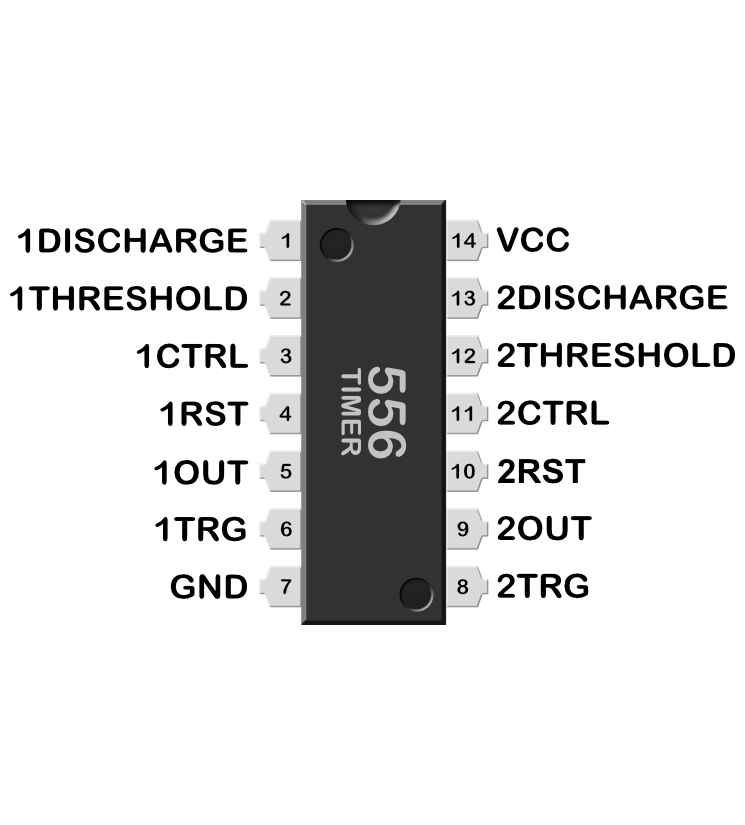 1DISCHARGE 1 14 VCC
1THRESHOLD 2 13 2DISCHARGE
1CTRL 3 12 2THRESHOLD
1RST 4 11 2CTRL
1OUT 5 10 2RST
1TRG 6 9 2OUT
GND 7 8 2TRG
556
TIMER